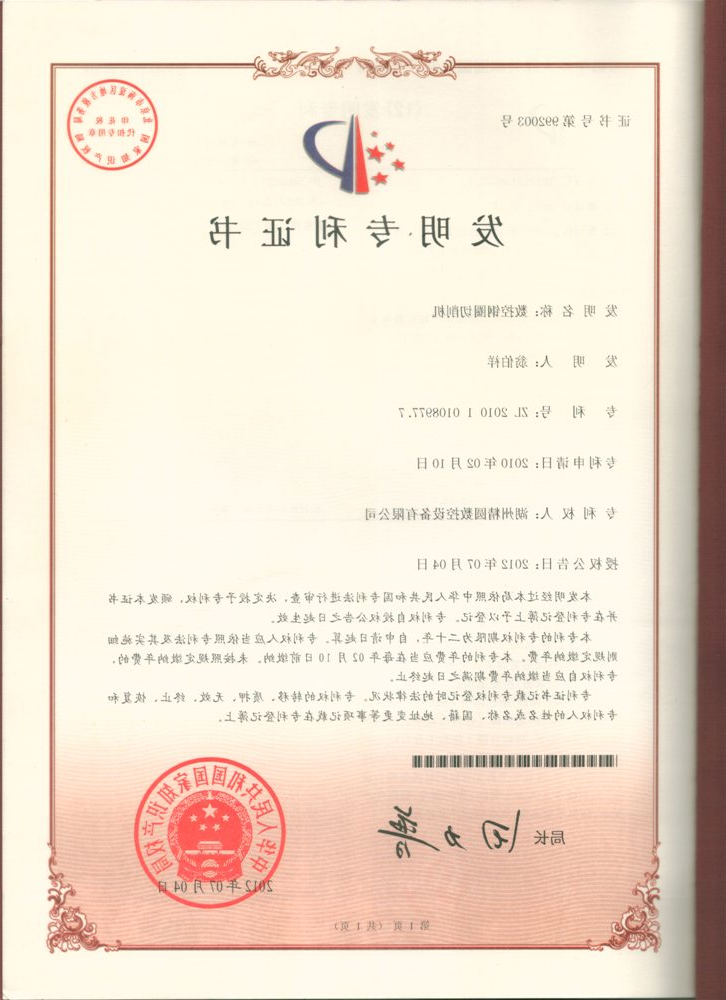 证书号第992003号
发明专利证书
发 明 名 称：数控钢圈切削机
发 明 人：翁伯祥
专 利 号：ZL 2010 1 0108977.7
专利申请日：2010年02月10日
专 利 权 人：湖州精圆数控设备有限公司
授权公告日：2012年07月04日
本发明经过本局依照中华人民共和国专利法进行审查，决定授予专利权，颁发本证书
并在专利登记簿上予以登记。专利权自授权公告之日起生效。
本专利的专利权期限为二十年，自申请日起算。专利权人应当依照专利法及其实施细
则规定缴纳年费。本专利的年费应当在每年02月10日前缴纳。未按照规定缴纳年费的，
专利权自应当缴纳年费期满之日起终止。
专利证书记载专利权登记时的法律状况。专利权的转移、质押、无效、终止、恢复和
专利权人的姓名或名称、国籍、地址变更等事项记载在专利登记簿上。
局长
中华人民共和国国家知识产权局
2012年07月04日
第 1 页（共 1 页）